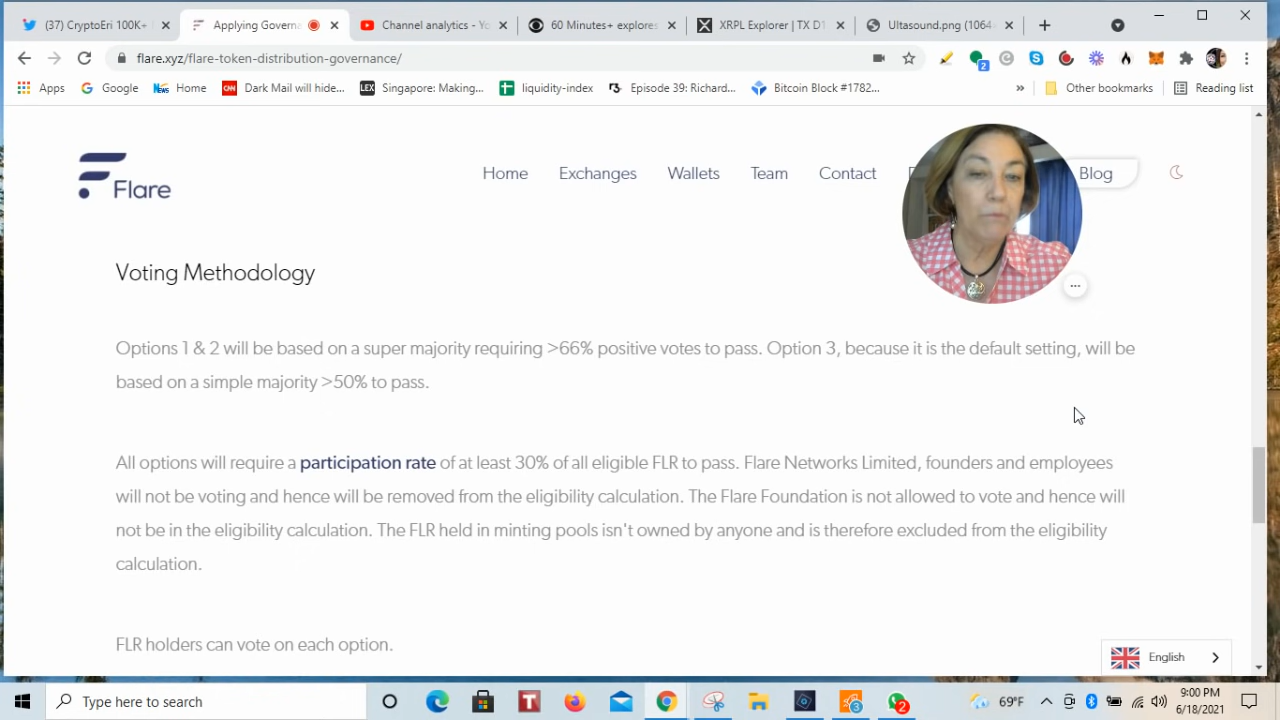 (37) CryptEri 100K+
Applying Governa
Channel analytics - Yo
60 Minutes+ explores
XRPL Explorer | TX D1
Ultasound.png (1064×
flare.xyz/flare-token-distribution-governance/
2
Apps
Google
News
Home
CNN
Dark Mail will hide...
LEX
Singapore: Making...
liquidity-index
Episode 39: Richard...
Bitcoin Block #1782...
»
Other bookmarks
Reading list
Flare
Home
Exchanges
Wallets
Team
Contact
Blog
Voting Methodology
Options 1 & 2 will be based on a super majority requiring >66% positive votes to pass. Option 3, because it is the default setting, will be
based on a simple majority >50% to pass.
All options will require a participation rate of at least 30% of all eligible FLR to pass. Flare Networks Limited, founders and employees
will not be voting and hence will be removed from the eligibility calculation. The Flare Foundation is not allowed to vote and hence will
not be in the eligibility calculation. The FLR held in minting pools isn't owned by anyone and is therefore excluded from the eligibility
calculation.
FLR holders can vote on each option.
English
Type here to search
T
3
2
69°F
9:00 PM
6/18/2021